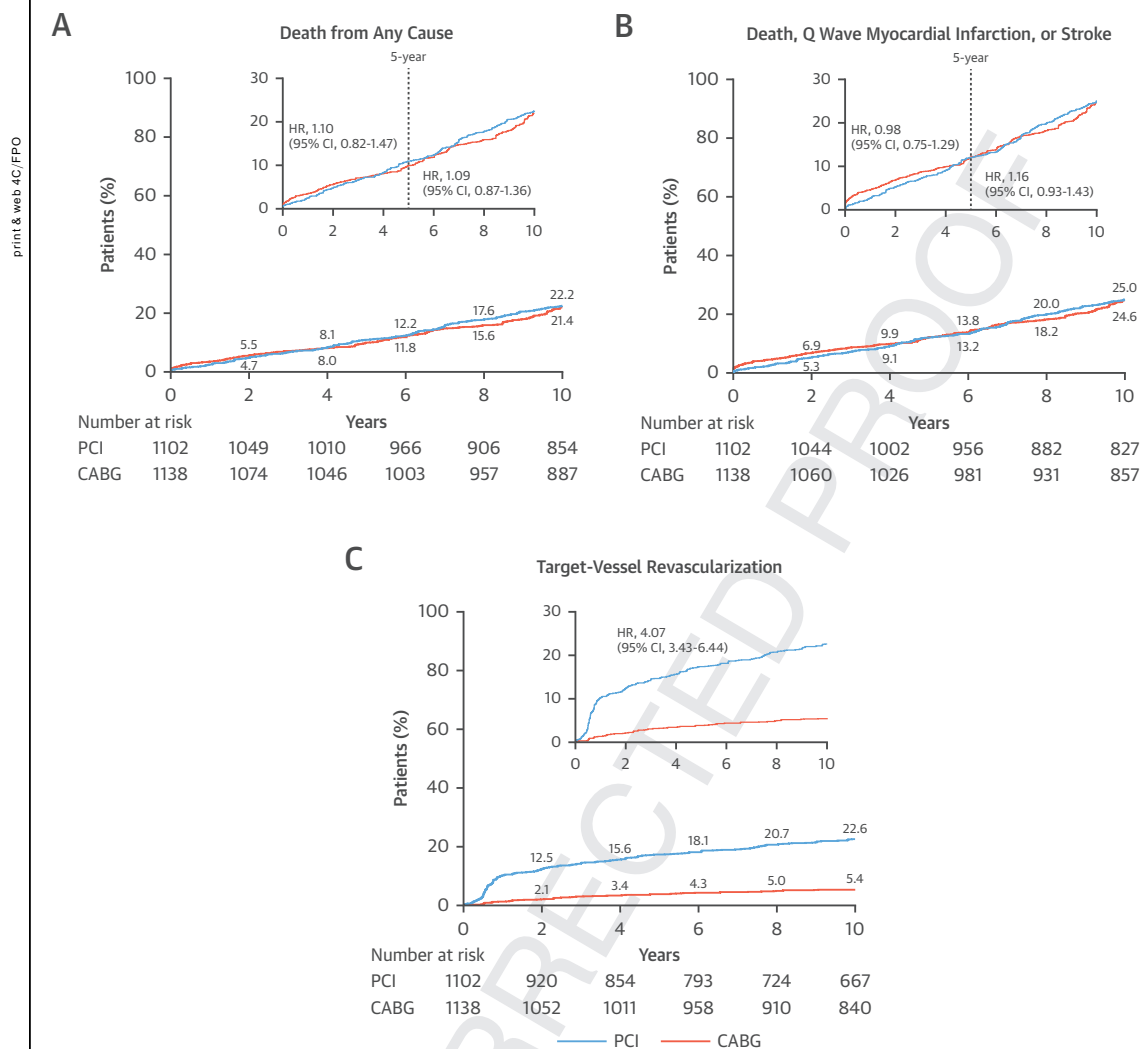 print & web 4C/FPO
A
Death from Any Cause
5-year
Patients (%)
100
80
60
40
20
0
30
20
10
0
HR, 1.10
(95% CI, 0.82-1.47)
HR, 1.09
(95% CI, 0.87-1.36)
0 2 4 6 8 10
5.5 8.1 12.2 17.6 22.2
4.7 8.0 11.8 15.6 21.4
0 2 4 6 8 10
Number at risk Years
PCI 1102 1049 1010 966 906 854
CABG 1138 1074 1046 1003 957 887
B
Death, Q Wave Myocardial Infarction, or Stroke
5-year
Patients (%)
100
80
60
40
20
0
30
20
10
0
HR, 0.98
(95% CI, 0.75-1.29)
HR, 1.16
(95% CI, 0.93-1.43)
0 2 4 6 8 10
6.9 9.9 13.8 20.0 25.0
5.3 9.1 13.2 18.2 24.6
0 2 4 6 8 10
Number at risk Years
PCI 1102 1044 1002 956 882 827
CABG 1138 1060 1026 981 931 857
C
Target-Vessel Revascularization
Patients (%)
100
80
60
40
20
0
30
20
10
0
HR, 4.07
(95% CI, 3.43-6.44)
0 2 4 6 8 10
12.5 15.6 18.1 20.7 22.6
2.1 3.4 4.3 5.0 5.4
0 2 4 6 8 10
Number at risk Years
PCI 1102 920 854 793 724 667
CABG 1138 1052 1011 958 910 840
PCI CABG
RRECTED PROOF